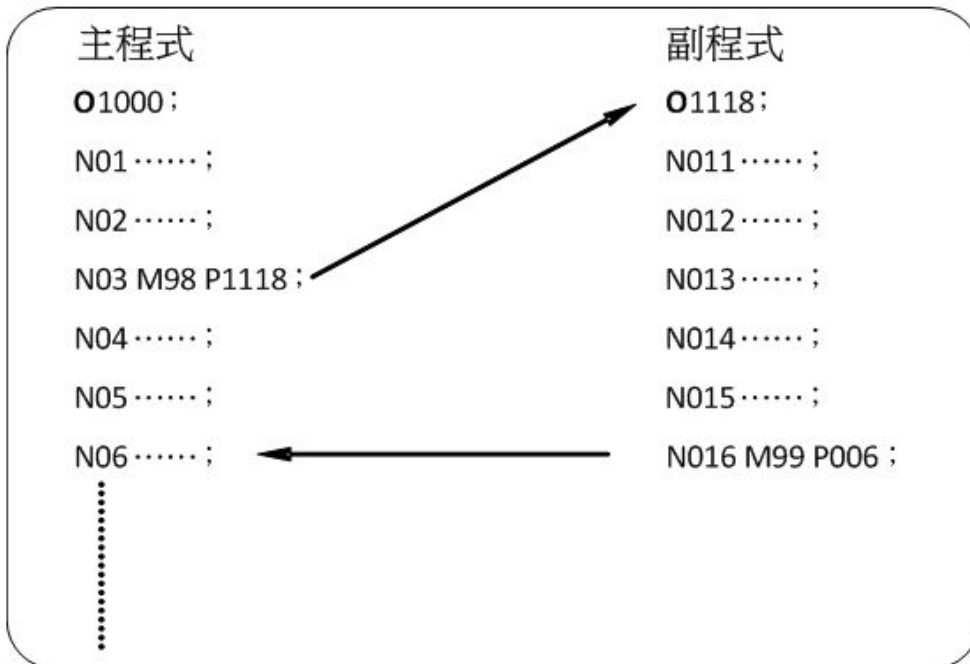 主程式
O1000；
N01……；
N02……；
N03 M98 P1118；
N04……；
N05……；
N06……；
副程式
O1118；
N011……；
N012……；
N013……；
N014……；
N015……；
N016 M99 P006；